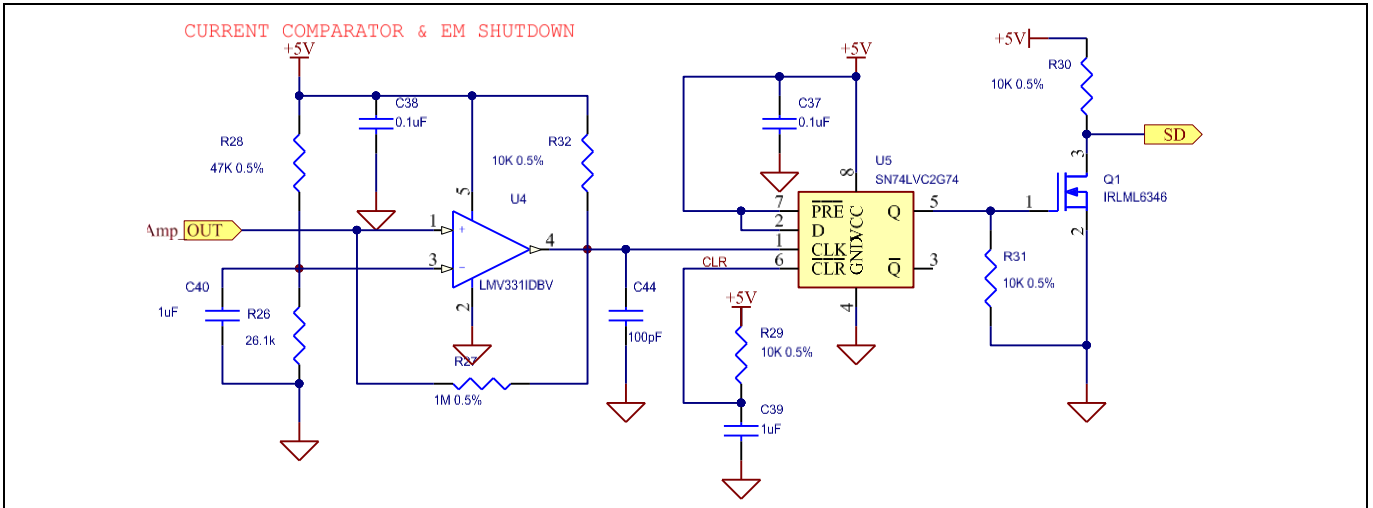 CURRENT COMPARATOR & EM SHUTDOWN
+5V
C38
0.1uF
R28
47K 0.5%
R32
10K 0.5%
U4
5
1
3
4
2
+
−
LMV331IDBV
Amp_OUT
C40
1uF
R26
26.1k
R27
1M 0.5%
C44
100pF
+5V
C37
0.1uF
U5
SN74LVC2G74
8
7
2
1
6
PRE
D
CLK
CLR
GND
VCC
Q
Q
5
3
4
CLR
+5V
R29
10K 0.5%
C39
1uF
+5V
R30
10K 0.5%
SD
3
1
2
Q1
IRLML6346
R31
10K 0.5%